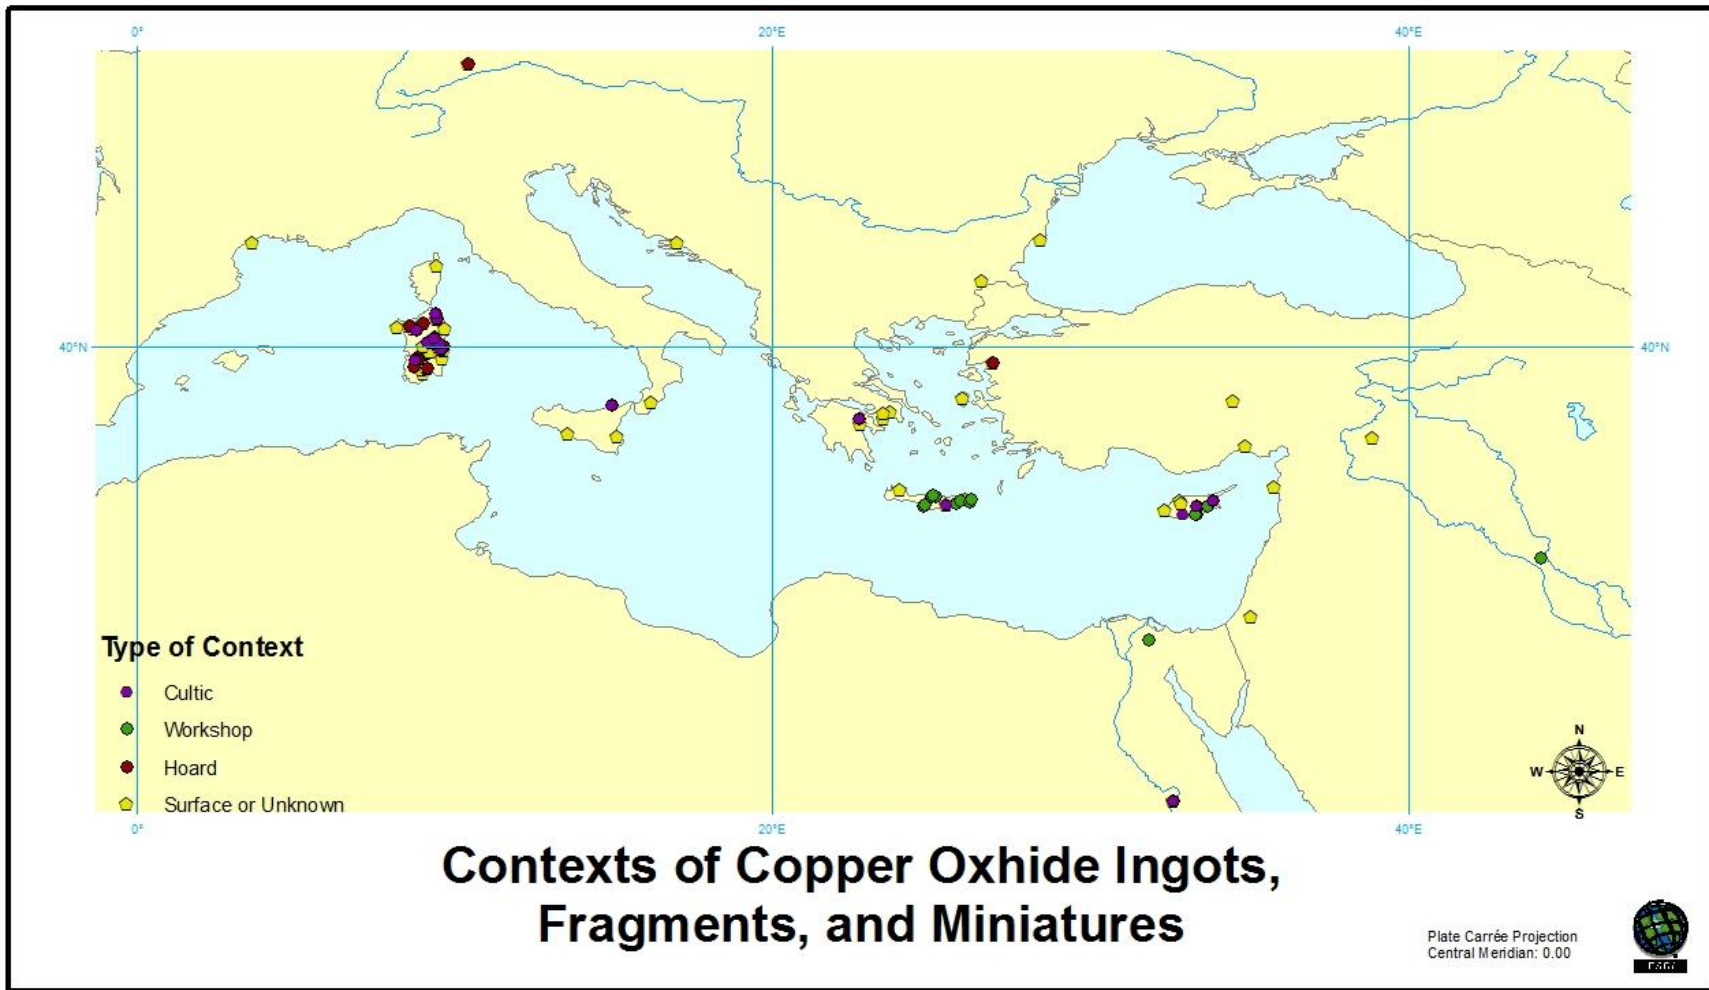 0°
20°E
40°E
40°N
40°N
Type of Context
Cultic
Workshop
Hoard
Surface or Unknown
N
W E
S
0°
20°E
40°E
Contexts of Copper Oxhide Ingots,
Fragments, and Miniatures
Plate Carrée Projection
Central Meridian: 0.00